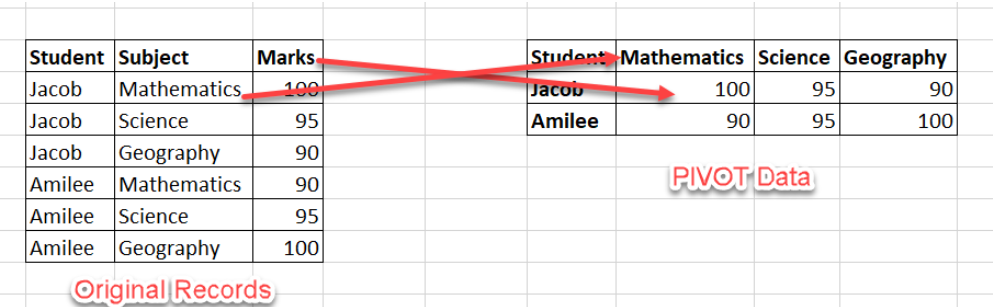 Student Subject Marks
Jacob Mathematics 100
Jacob Science 95
Jacob Geography 90
Amilee Mathematics 90
Amilee Science 95
Amilee Geography 100
Original Records
Student Mathematics Science Geography
Jacob 100 95 90
Amilee 90 95 100
PIVOT Data